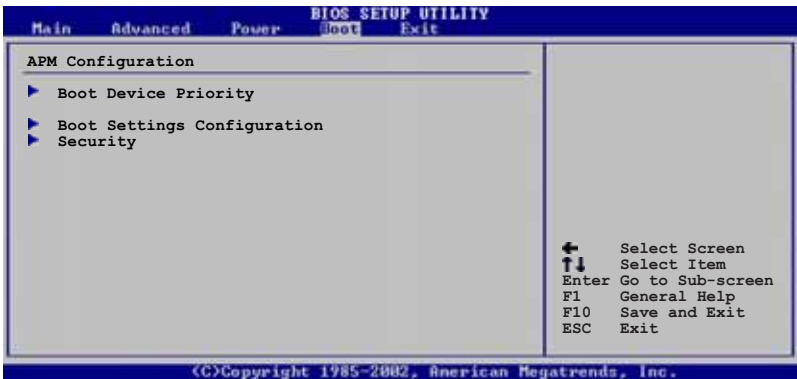 BIOS SETUP UTILITY
Main Advanced Power Boot Exit
APM Configuration
Boot Device Priority
Boot Settings Configuration
Security
← Select Screen
↑↓ Select Item
Enter Go to Sub-screen
F1 General Help
F10 Save and Exit
ESC Exit
(C)Copyright 1985-2002, American Megatrends, Inc.